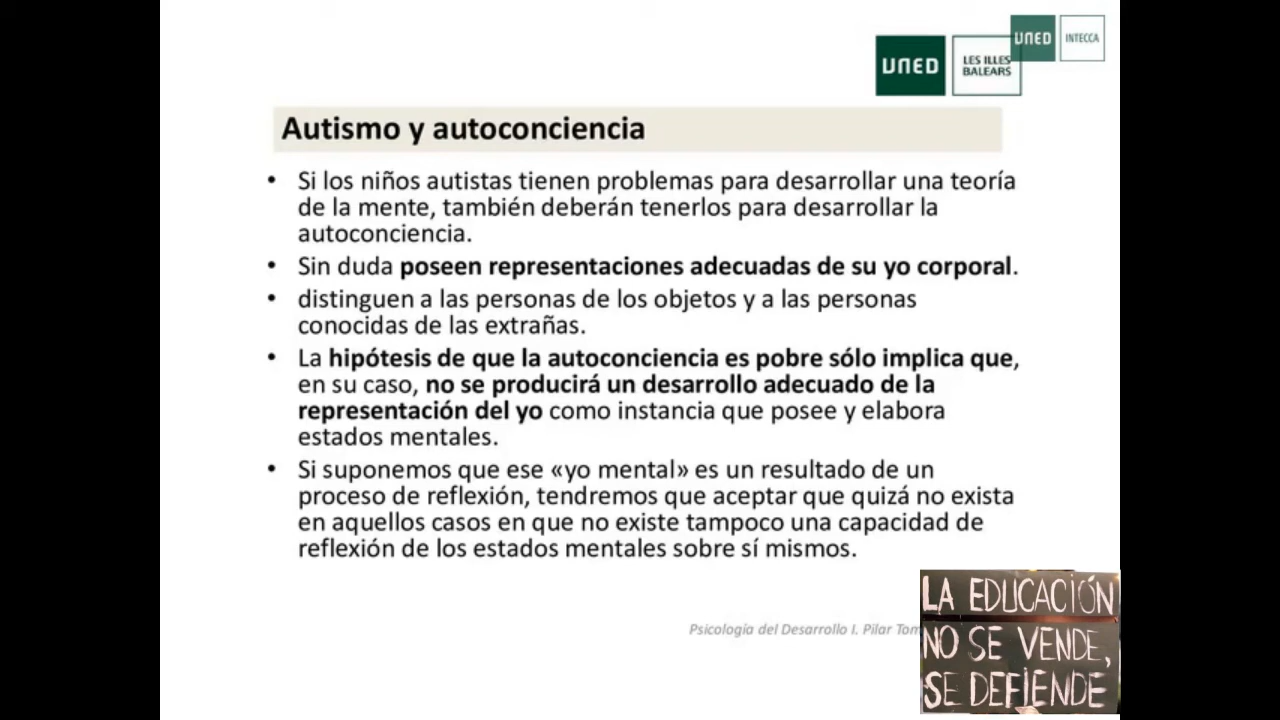 UNED
INTECCA
UNED
LES ILLES
BALEARS
Autismo y autoconciencia
• Si los niños autistas tienen problemas para desarrollar una teoría
de la mente, también deberán tenerlos para desarrollar la
autoconciencia.
• Sin duda poseen representaciones adecuadas de su yo corporal.
• distinguen a las personas de los objetos y a las personas
conocidas de las extrañas.
• La hipótesis de que la autoconciencia es pobre sólo implica que,
en su caso, no se producirá un desarrollo adecuado de la
representación del yo como instancia que posee y elabora
estados mentales.
• Si suponemos que ese «yo mental» es un resultado de un
proceso de reflexión, tendremos que aceptar que quizá no exista
en aquellos casos en que no existe tampoco una capacidad de
reflexión de los estados mentales sobre sí mismos.
Psicología del Desarrollo I. Pilar
LA EDUCACIÓN
NO SE VENDE,
SE DEFIENDE